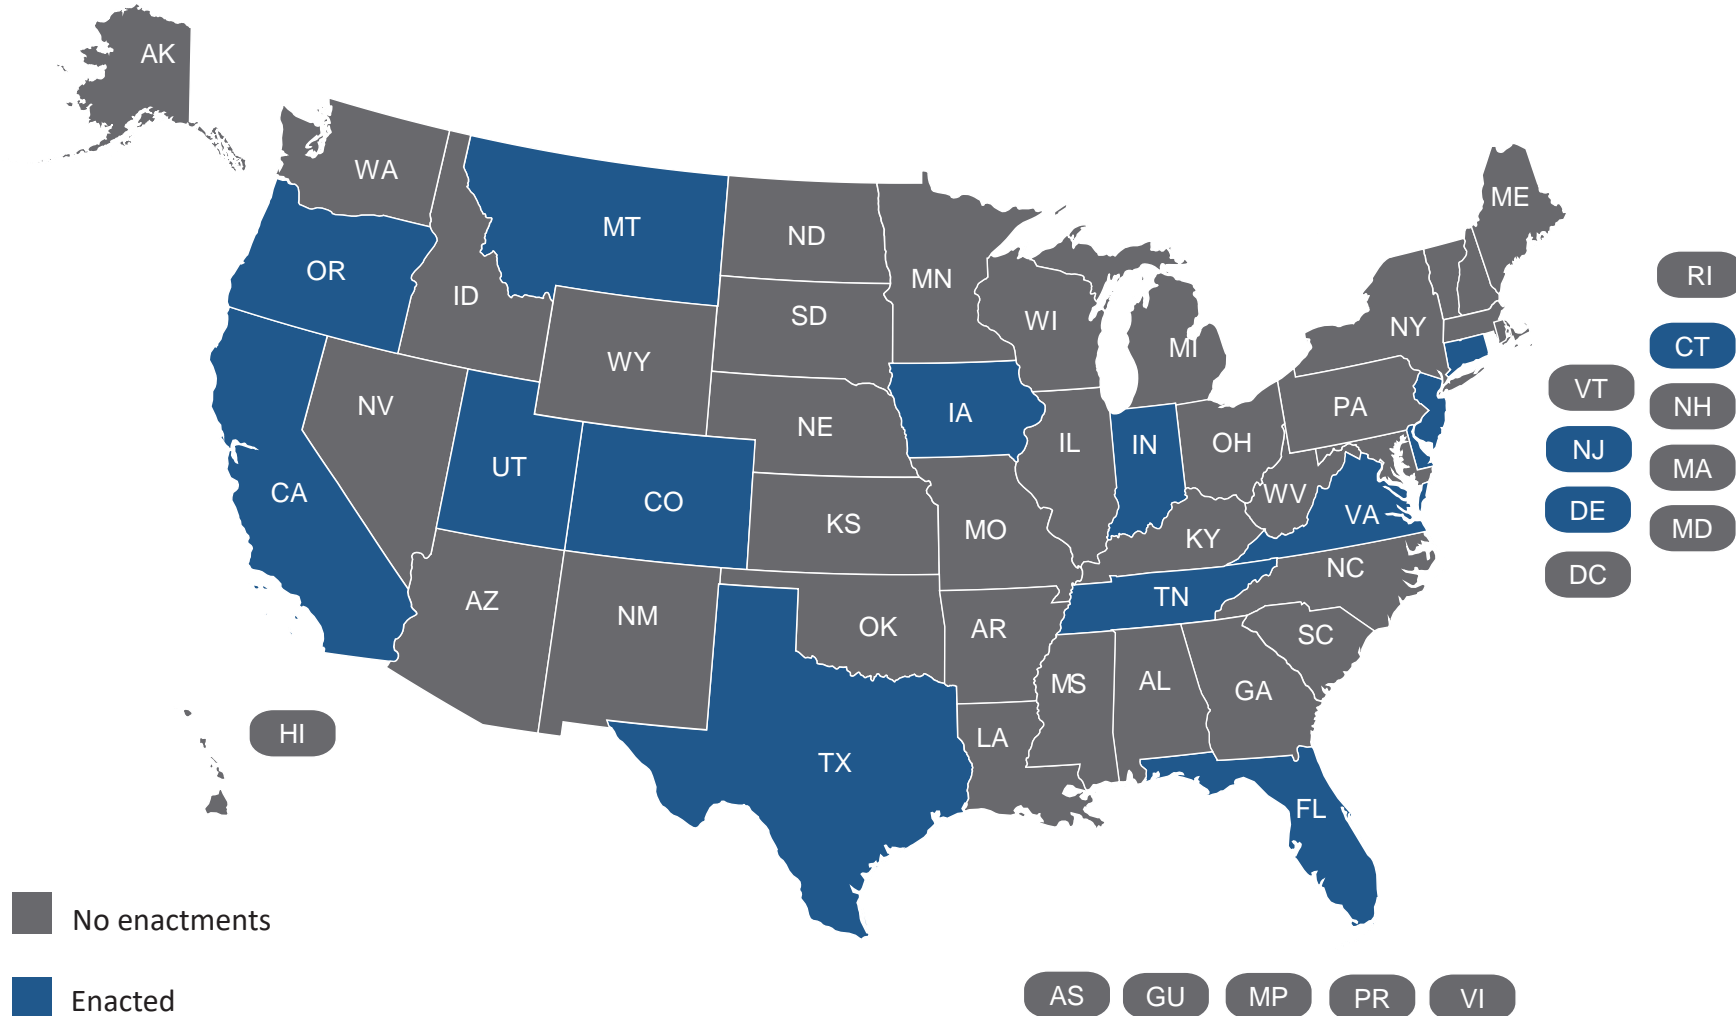 AK
WA
MT
ND
MN
ME
OR
ID
SD
WI
MI
NY
RI
WY
CT
NV
NE
IA
IL
IN
OH
PA
VT
NH
UT
CO
KS
MO
WV
VA
NJ
MA
CA
KY
DE
MD
AZ
NM
OK
AR
TN
NC
DC
SC
MS
AL
GA
HI
TX
LA
FL
No enactments
Enacted
AS
GU
MP
PR
VI